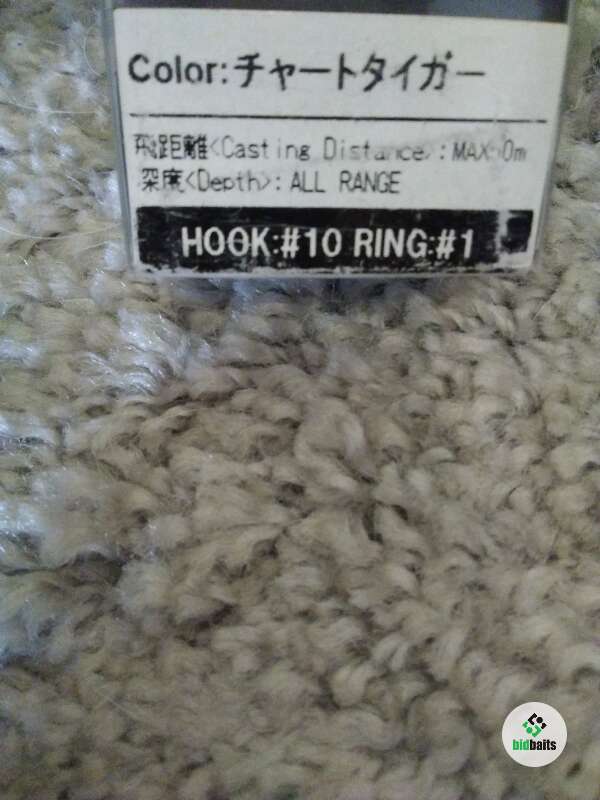 Color:チャートタイガー
飛距離<Casting Distance>: MAX
深度<Depth>: ALL RANGE
HOOK:#10 RING:#1
bidbaits